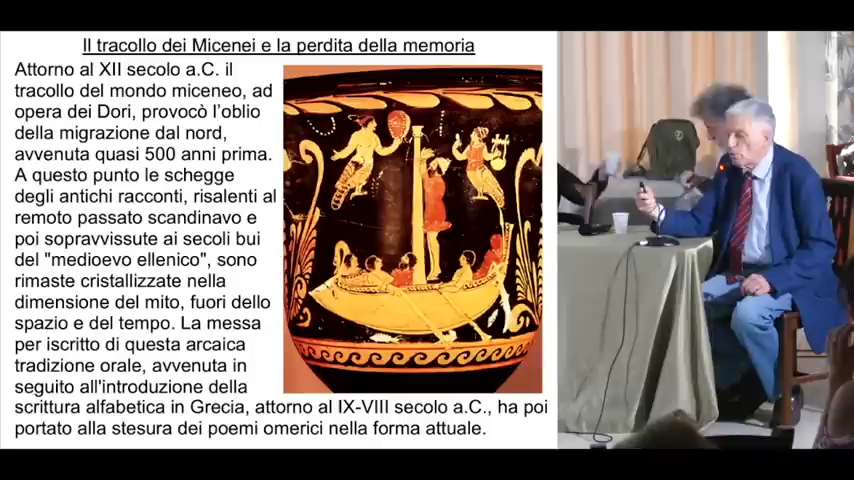 Il tracollo dei Micenei e la perdita della memoria
Attorno al XII secolo a.C. il
tracollo del mondo miceneo, ad
opera dei Dori, provocò l'oblio
della migrazione dal nord,
avvenuta quasi 500 anni prima.
A questo punto le schegge
degli antichi racconti, risalenti al
remoto passato scandinavo e
poi sopravvissute ai secoli bui
del "medioevo ellenico", sono
rimaste cristallizzate nella
dimensione del mito, fuori dello
spazio e del tempo. La messa
per iscritto di questa arcaica
tradizione orale, avvenuta in
seguito all'introduzione della
scrittura alfabetica in Grecia, attorno al IX-VIII secolo a.C., ha poi
portato alla stesura dei poemi omerici nella forma attuale.